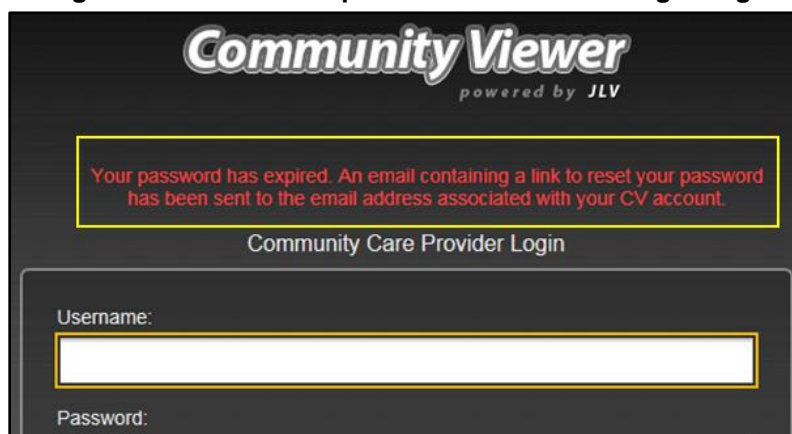 Community Viewer
powered by JLV
Your password has expired. An email containing a link to reset your password
has been sent to the email address associated with your CV account.
Community Care Provider Login
Username:
Password: